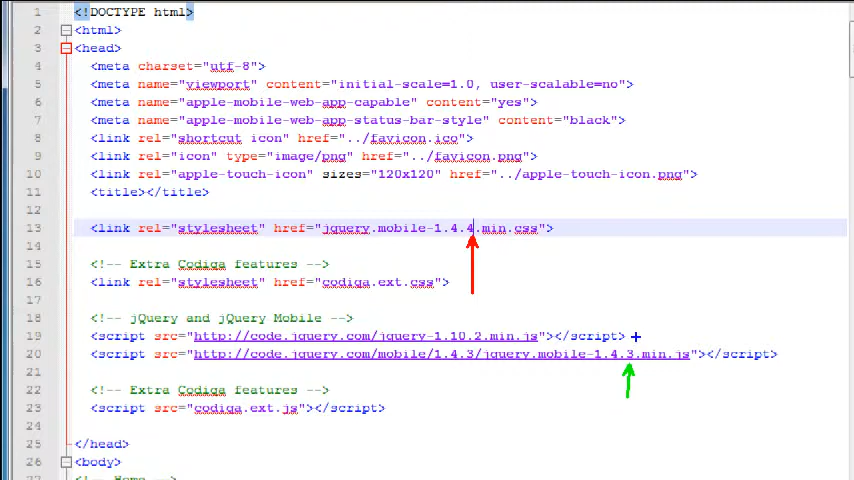 1 <!DOCTYPE html>
2 <html>
3 <head>
4 <meta charset="utf-8">
5 <meta name="viewport" content="initial-scale=1.0, user-scalable=no">
6 <meta name="apple-mobile-web-app-capable" content="yes">
7 <meta name="apple-mobile-web-app-status-bar-style" content="black">
8 <link rel="shortcut icon" href="../favicon.ico">
9 <link rel="icon" type="image/png" href="../favicon.png">
10 <link rel="apple-touch-icon" sizes="120x120" href="../apple-touch-icon.png">
11 <title></title>
12
13 <link rel="stylesheet" href="jquery.mobile-1.4.4.min.css">
14
15 <!-- Extra Codiqa features -->
16 <link rel="stylesheet" href="codiqa.ext.css">
17
18 <!-- jQuery and jQuery Mobile -->
19 <script src="http://code.jquery.com/jquery-1.10.2.min.js"></script>
20 <script src="http://code.jquery.com/mobile/1.4.3/jquery.mobile-1.4.3.min.js"></script>
21
22 <!-- Extra Codiqa features -->
23 <script src="codiqa.ext.js"></script>
24
25 </head>
26 <body>
27 <!-- Home -->